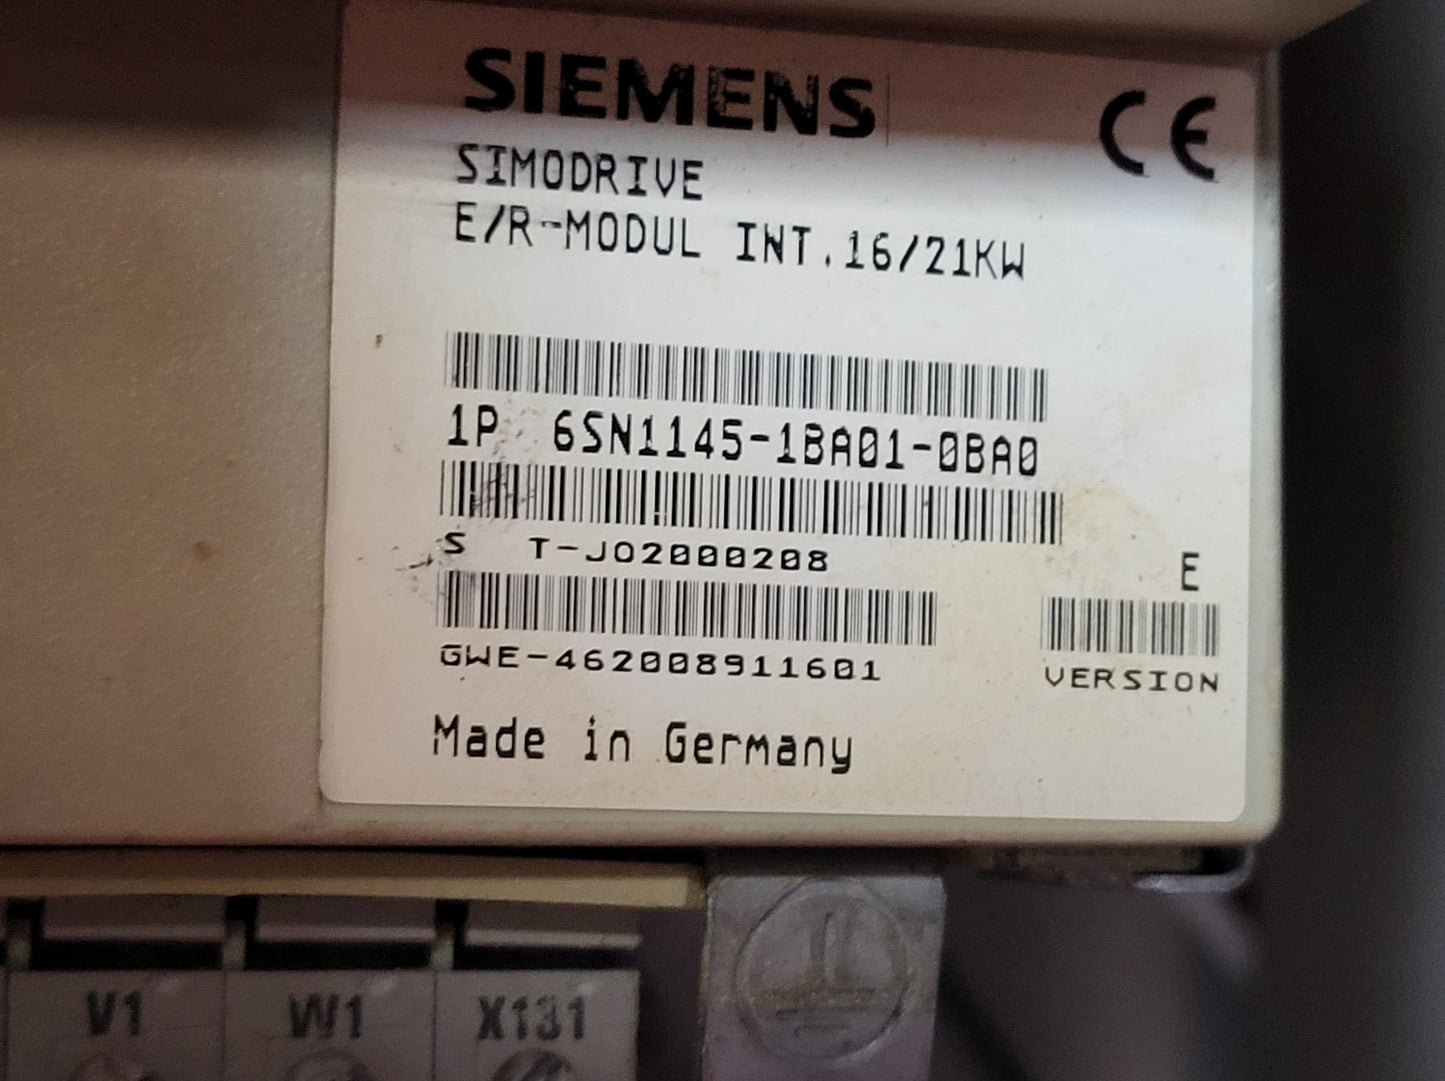 SIEMENS
CE
SIMODRIVE
E/R-MODUL INT.16/21KW
1P 6SN1145-1BA01-0BA0
S T-J02000208
E
GWE-462008911601
VERSION
Made in Germany
V1 W1 X131